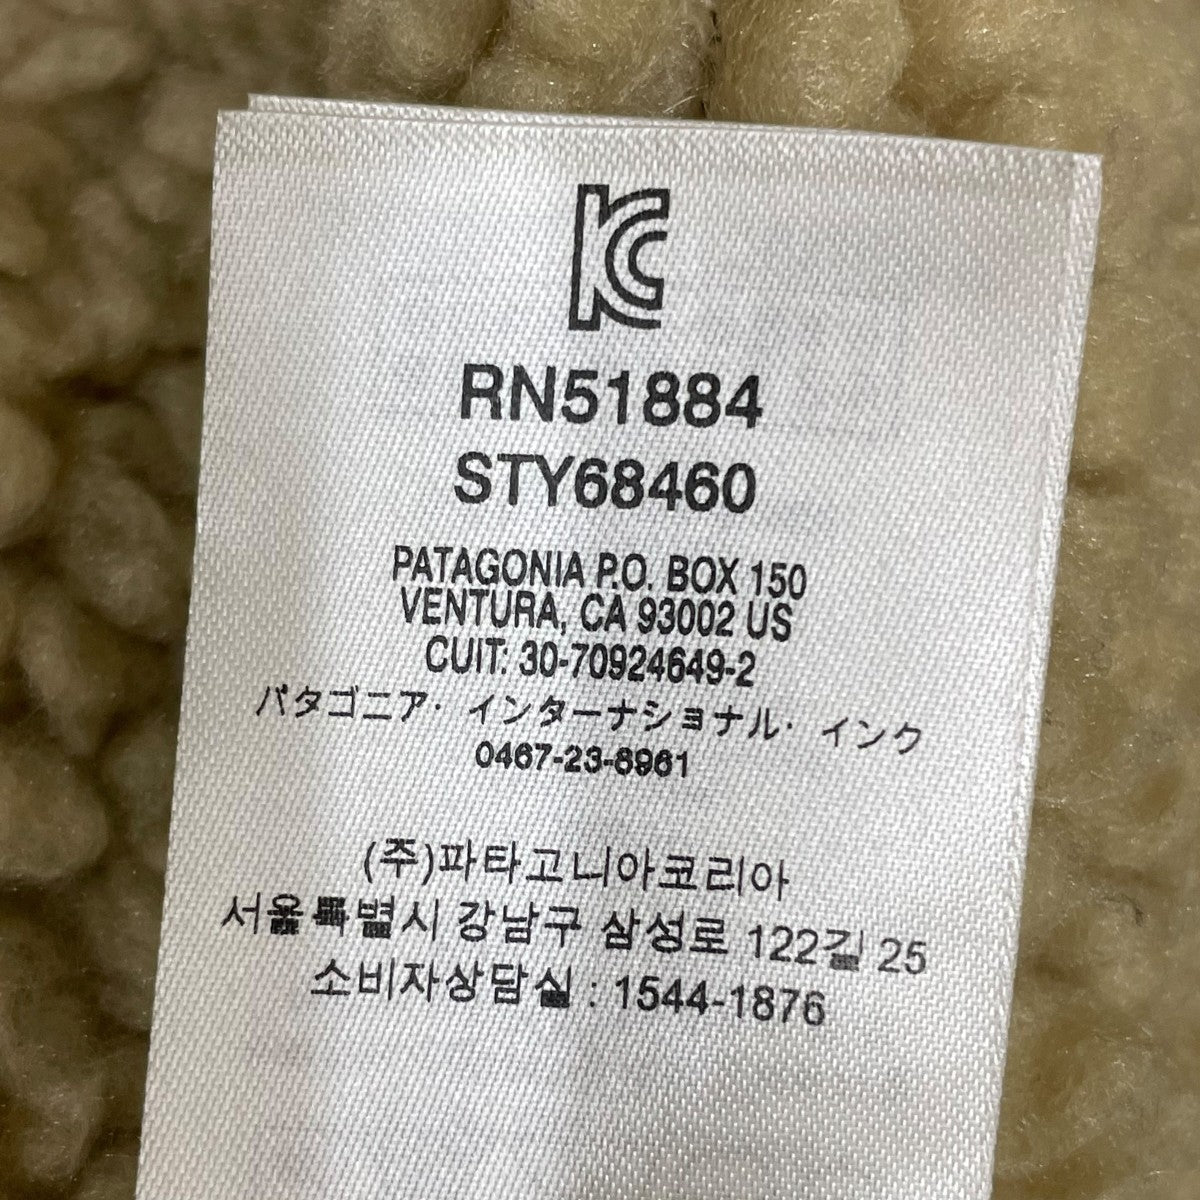 KC
RN51884
STY68460
PATAGONIA P.O. BOX 150
VENTURA, CA 93002 US
CUIT: 30-70924649-2
パタゴニア・インターナショナル・インク
0467-23-8961
(주)파타고니아코리아
서울특별시 강남구 삼성로 122길 25
소비자상담실 : 1544-1876